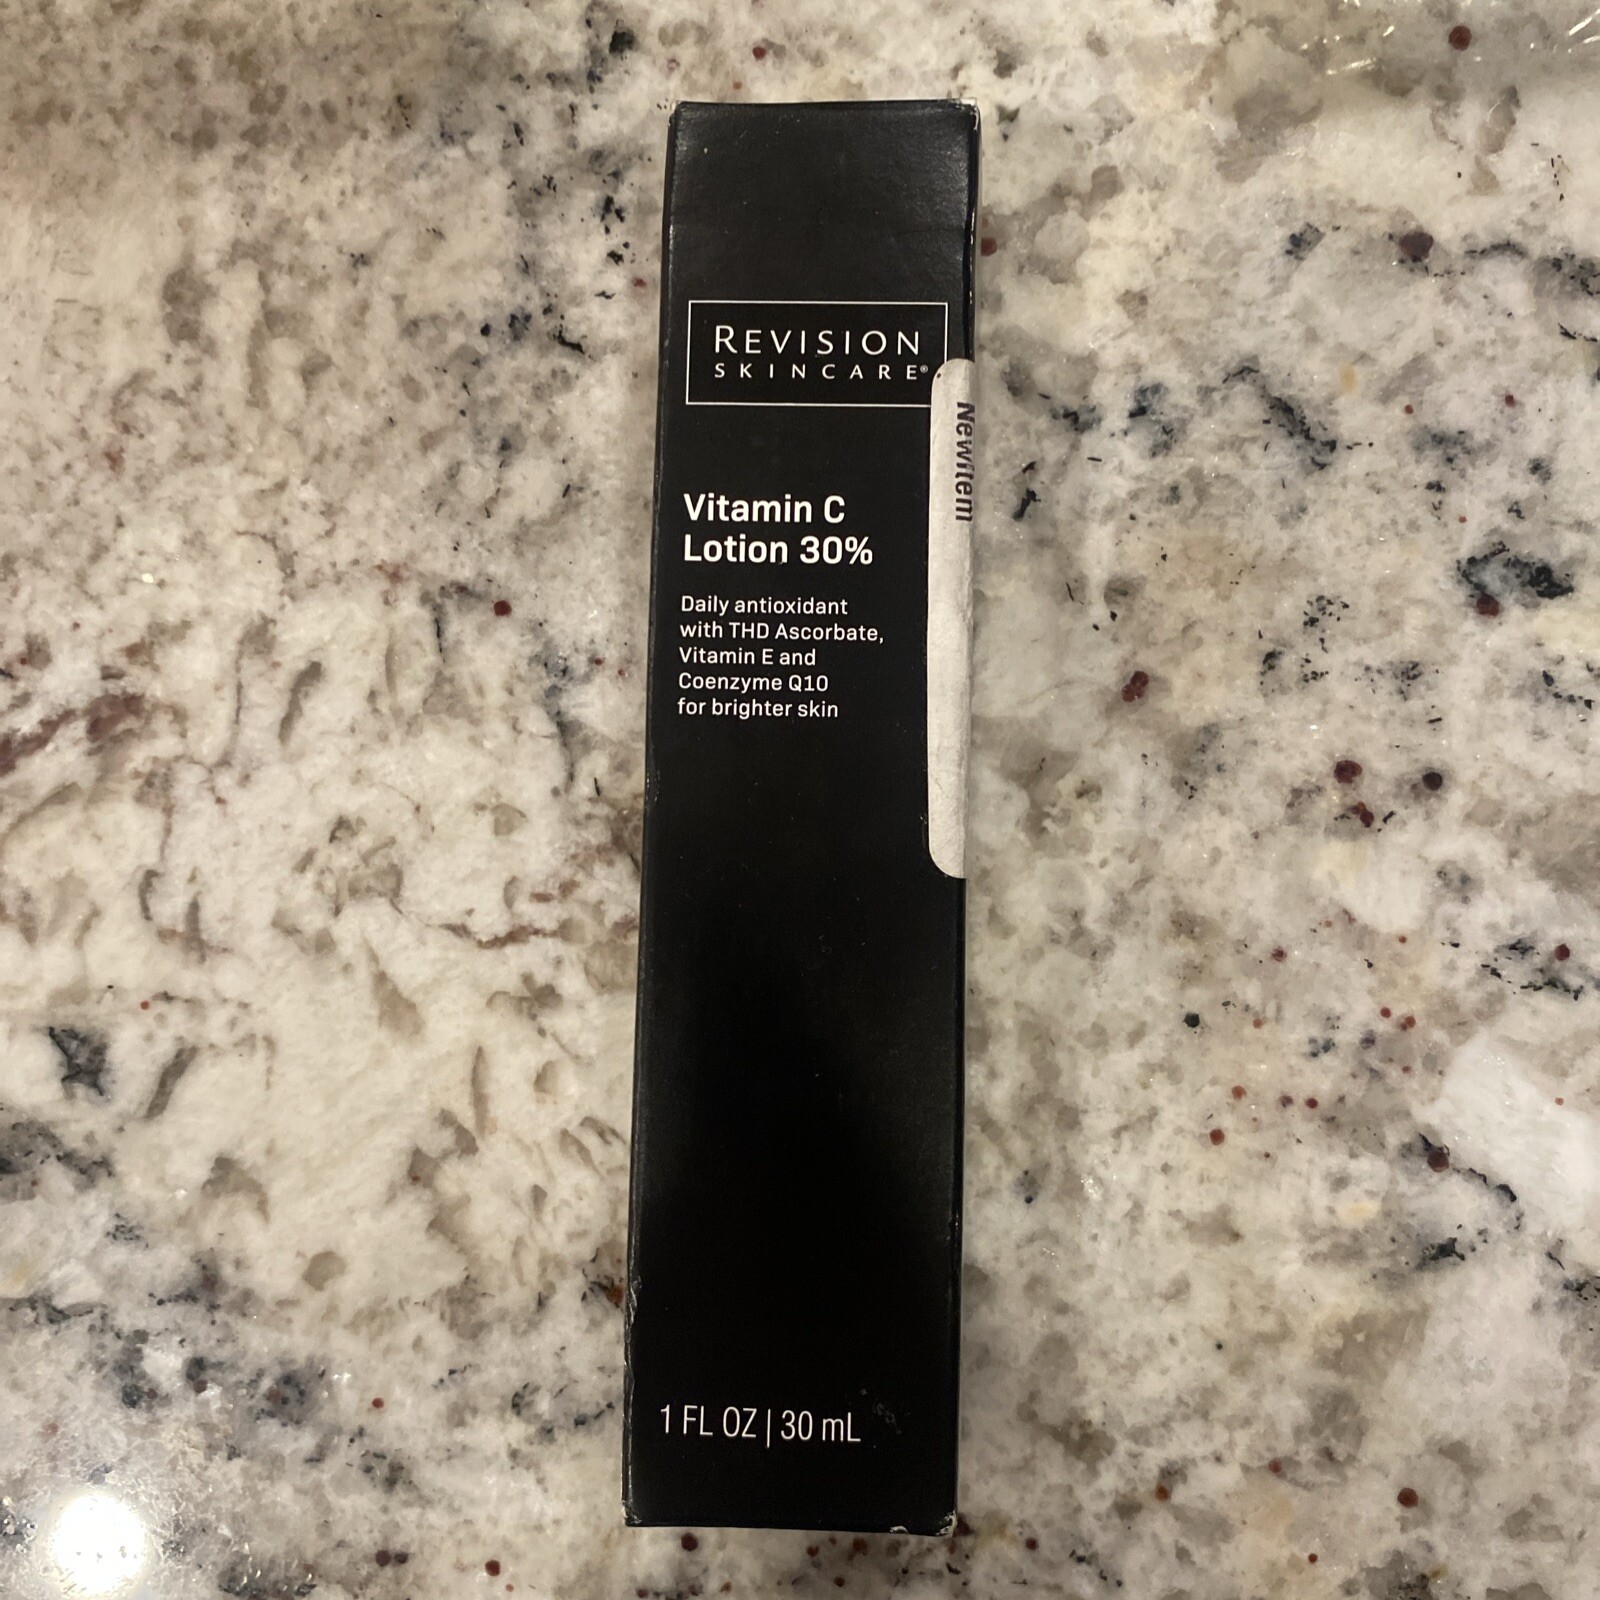 REVISION
SKINCARE®
Newitem
Vitamin C
Lotion 30%
Daily antioxidant
with THD Ascorbate,
Vitamin E and
Coenzyme Q10
for brighter skin
1 FL OZ | 30 mL